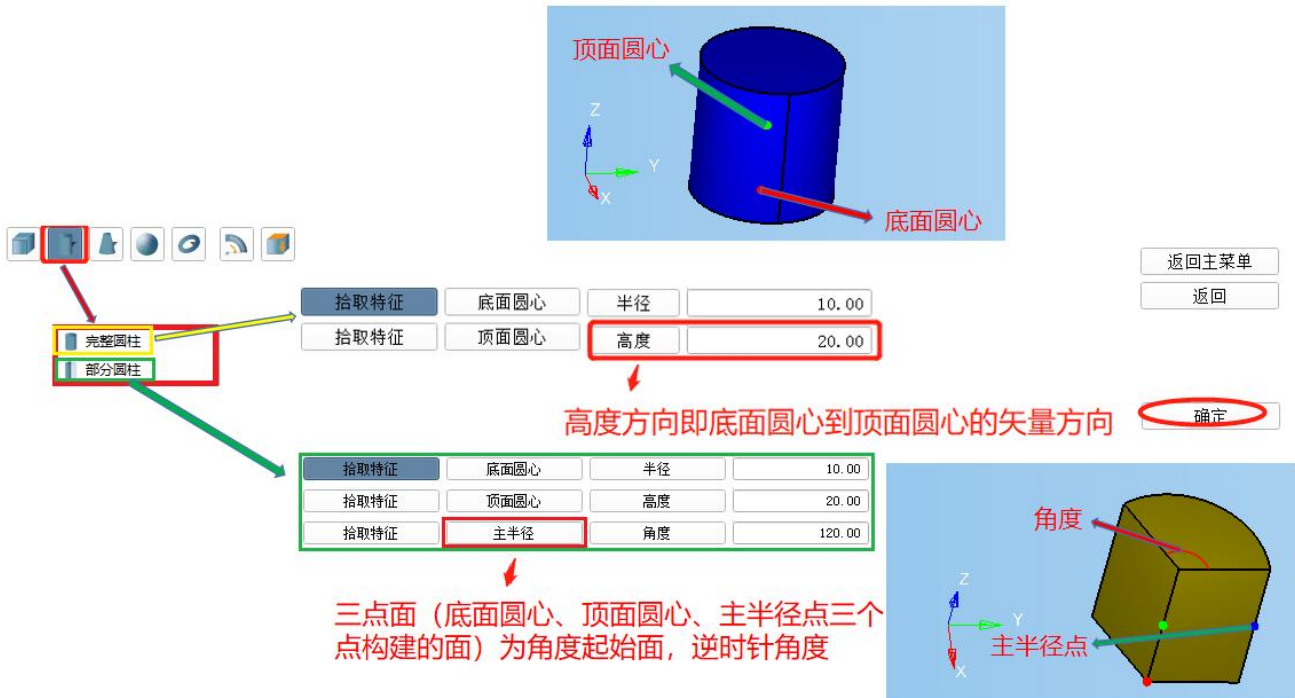 顶面圆心
Z
Y
X
底面圆心
返回主菜单
拾取特征 底面圆心 半径 10.00
返回
完整圆柱
拾取特征 顶面圆心 高度 20.00
部分圆柱
高度方向即底面圆心到顶面圆心的矢量方向
确定
拾取特征 底面圆心 半径 10.00
拾取特征 顶面圆心 高度 20.00
拾取特征 主半径 角度 120.00
角度
三点面（底面圆心、顶面圆心、主半径点三个
点构建的面）为角度起始面，逆时针角度
Z
Y
主半径点
X